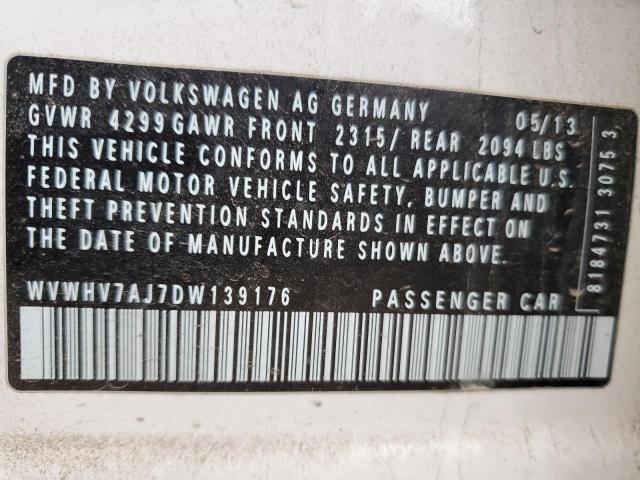 MFD BY VOLKSWAGEN AG GERMANY 05/13
GVWR 4299 GAWR FRONT 2315/ REAR 2094 LBS
THIS VEHICLE CONFORMS TO ALL APPLICABLE U.S.
FEDERAL MOTOR VEHICLE SAFETY, BUMPER AND
THEFT PREVENTION STANDARDS IN EFFECT ON
THE DATE OF MANUFACTURE SHOWN ABOVE.
WVWHV7AJ7DW139176 PASSENGER CAR
8184731 3075 3